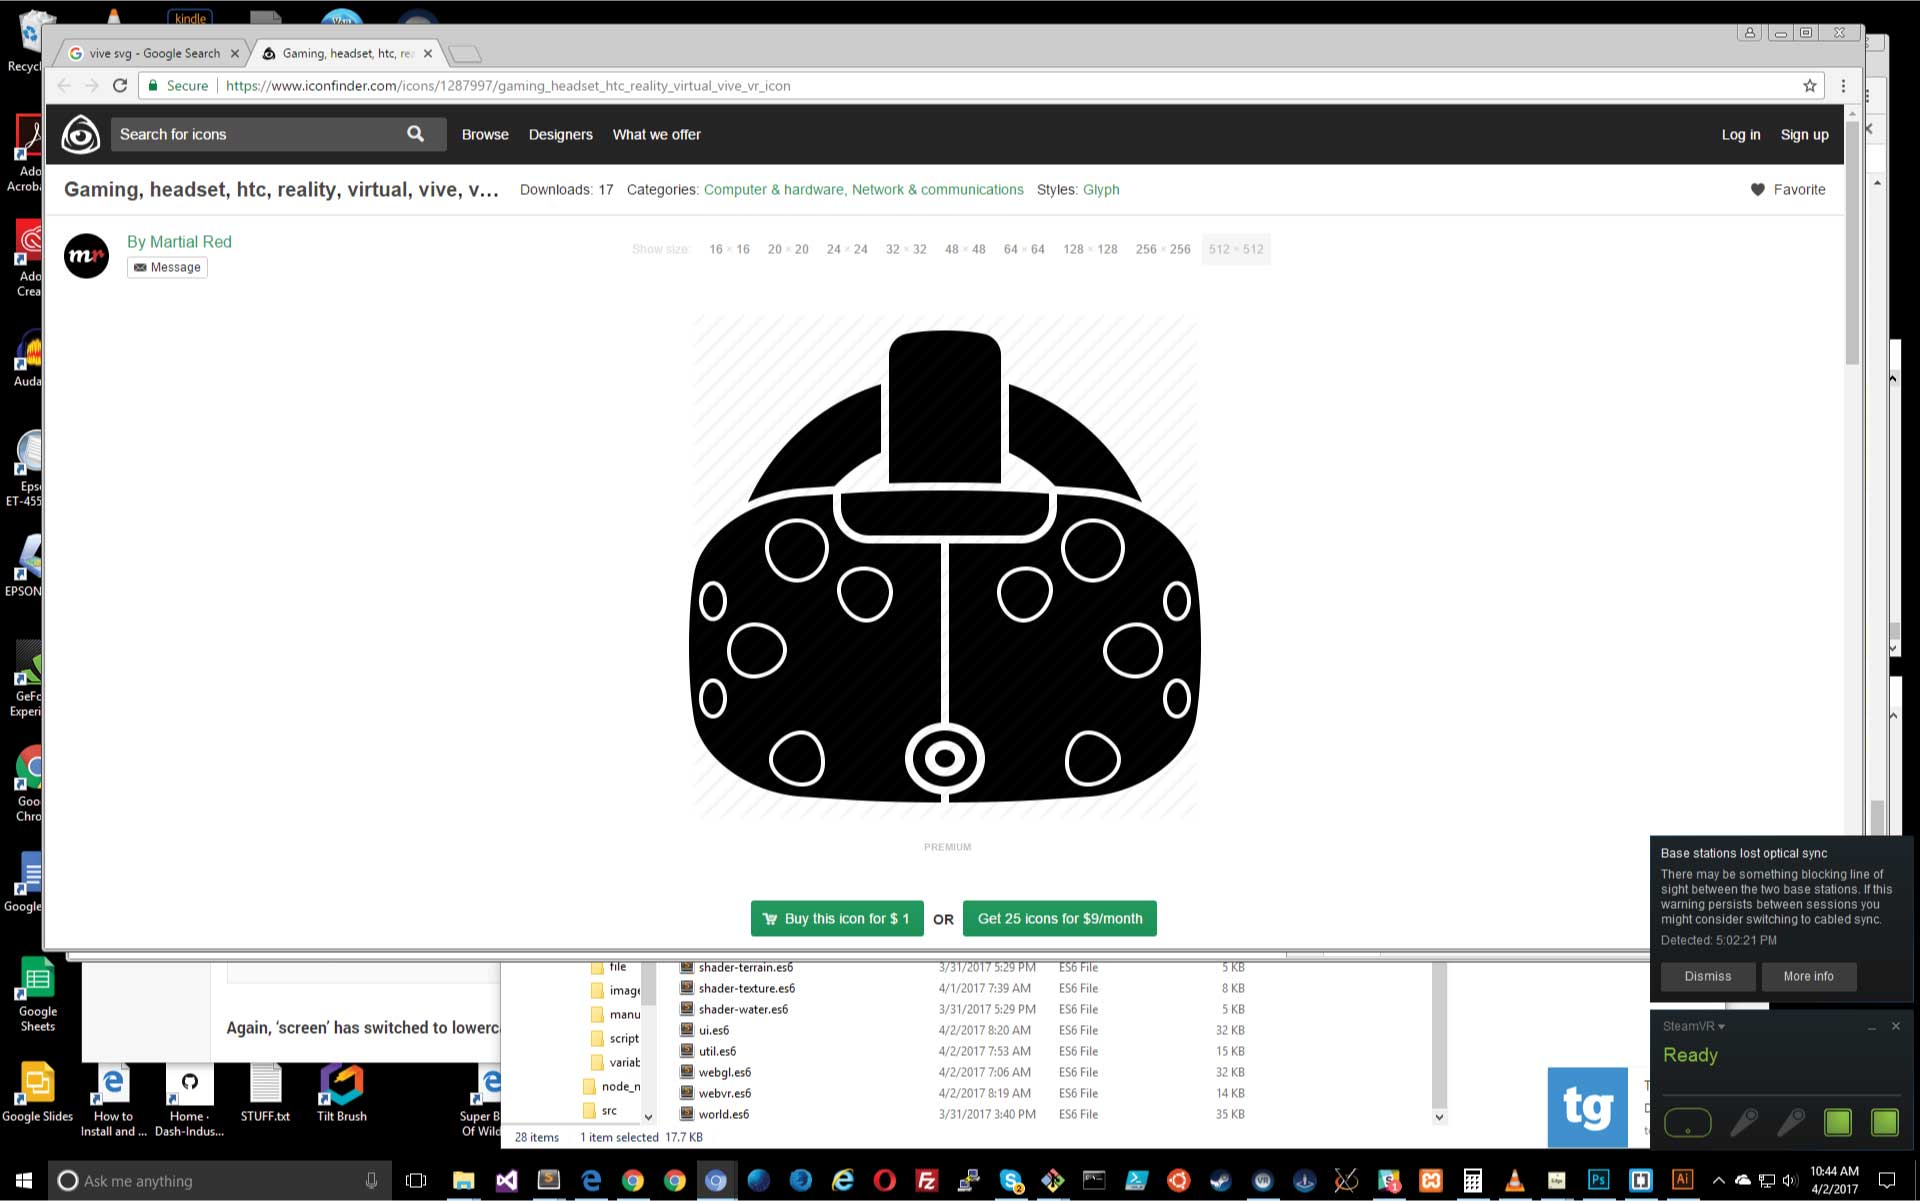 kindle
Recycl
vive svg - Google Search
Gaming, headset, htc, rea
Secure
https://www.iconfinder.com/icons/1287997/gaming_headset_htc_reality_virtual_vive_vr_icon
Search for icons
Browse
Designers
What we offer
Log in
Sign up
Gaming, headset, htc, reality, virtual, vive, v...
Downloads: 17
Categories: Computer & hardware, Network & communications
Styles: Glyph
Favorite
mr
By Martial Red
Message
Show size:
16 × 16
20 × 20
24 × 24
32 × 32
48 × 48
64 × 64
128 × 128
256 × 256
512 × 512
Ado
Acroba
Ado
Crea
Auda
Eps
ET-455
EPSON
GeFo
Experi
Goo
Chro
Google
PREMIUM
Buy this icon for $ 1
OR
Get 25 icons for $9/month
Base stations lost optical sync
There may be something blocking line of
sight between the two base stations. If this
warning persists between sessions you
might consider switching to cabled sync.
Detected: 5:02:21 PM
Dismiss
More info
SteamVR
Ready
Again, ‘screen’ has switched to lowerc
file
image
manu
script
variab
node_n
src
shader-terrain.es6 3/31/2017 5:29 PM ES6 File 5 KB
shader-texture.es6 4/1/2017 7:39 AM ES6 File 8 KB
shader-water.es6 3/31/2017 5:29 PM ES6 File 5 KB
ui.es6 4/2/2017 8:20 AM ES6 File 32 KB
util.es6 4/2/2017 7:53 AM ES6 File 15 KB
webgl.es6 4/2/2017 7:06 AM ES6 File 32 KB
webvr.es6 4/2/2017 8:19 AM ES6 File 14 KB
world.es6 3/31/2017 3:40 PM ES6 File 35 KB
28 items
1 item selected 17.7 KB
tg
Google
Sheets
Google Slides
How to
Install and ...
Home ·
Dash-Indus...
STUFF.txt
Tilt Brush
Super B
Of Wild
Ask me anything
Fz
Ps
Ai
10:44 AM
4/2/2017